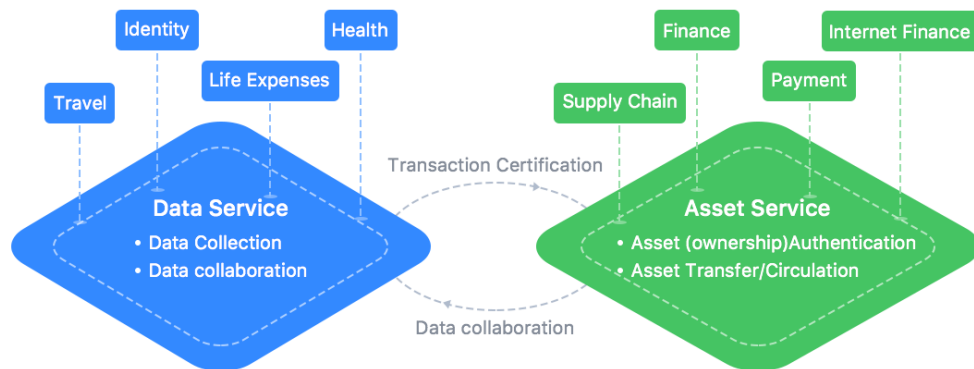 Identity
Health
Life Expenses
Travel
Finance
Internet Finance
Payment
Supply Chain
Transaction Certification
Data Service
• Data Collection
• Data collaboration
Asset Service
• Asset (ownership)Authentication
• Asset Transfer/Circulation
Data collaboration